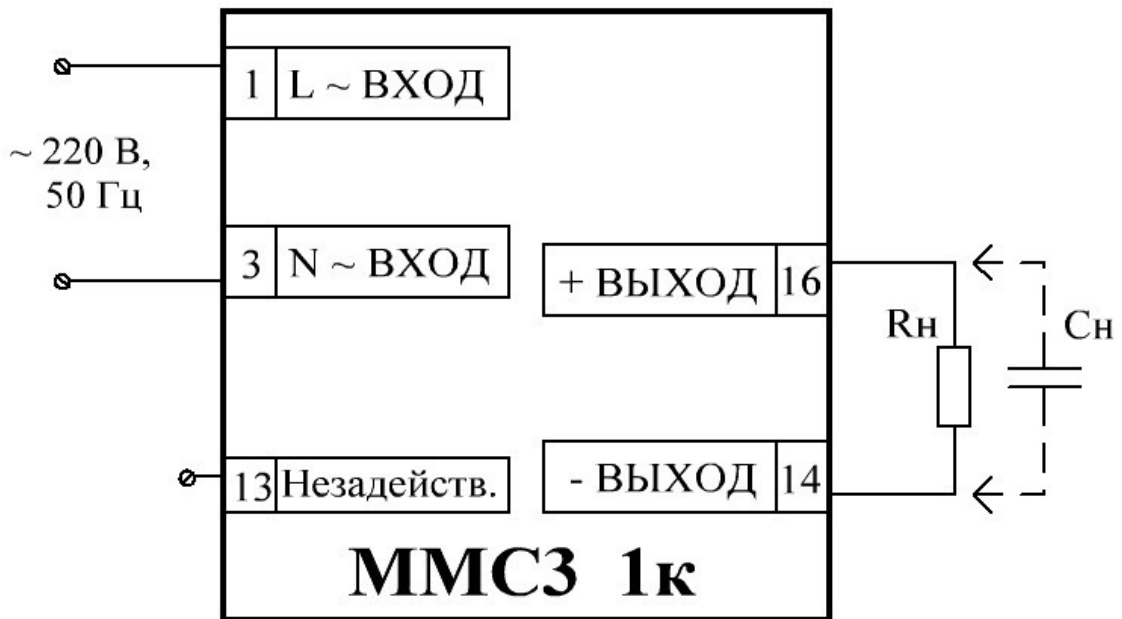 1 L ~ ВХОД
~ 220 В,
50 Гц
3 N ~ ВХОД
+ ВЫХОД 16
Rн
Cн
13 Незадейств.
- ВЫХОД 14
ММС3 1к